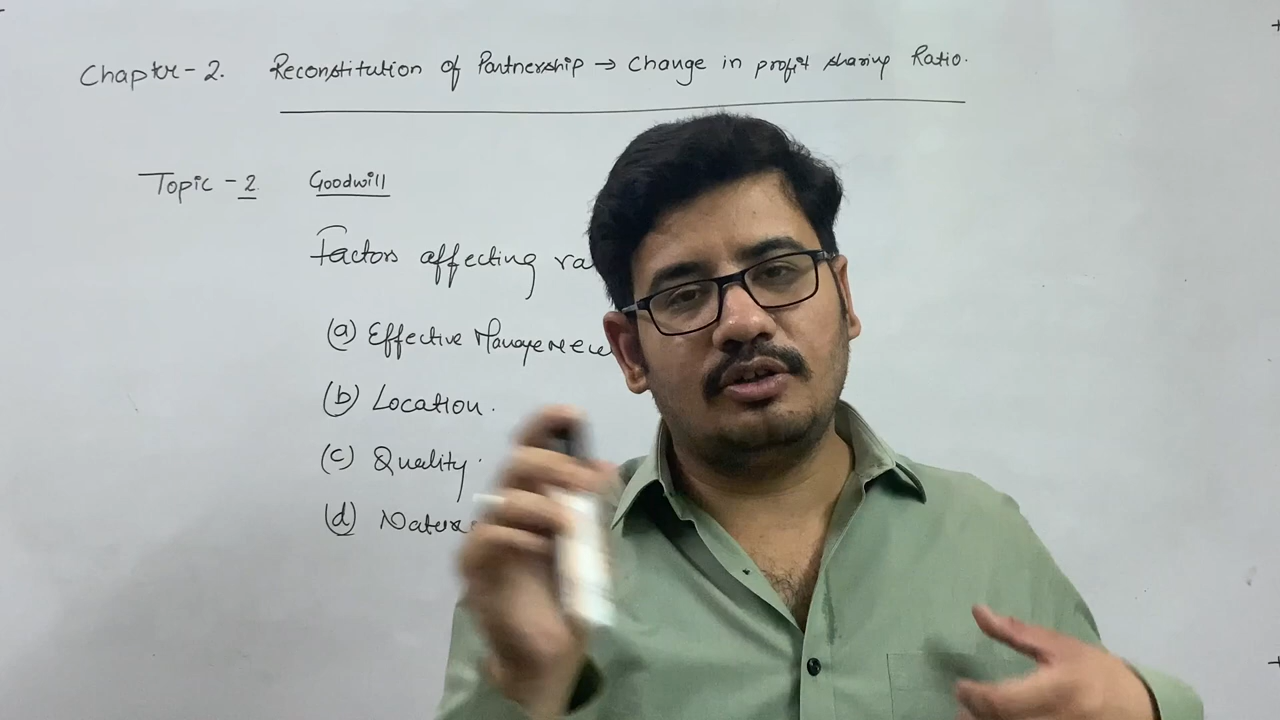 Chapter - 2. Reconstitution of Partnership → Change in profit sharing Ratio.
Topic - 2. Goodwill
Factors affecting
(a) Effective
(b) Location.
(c) Quality.
(d)